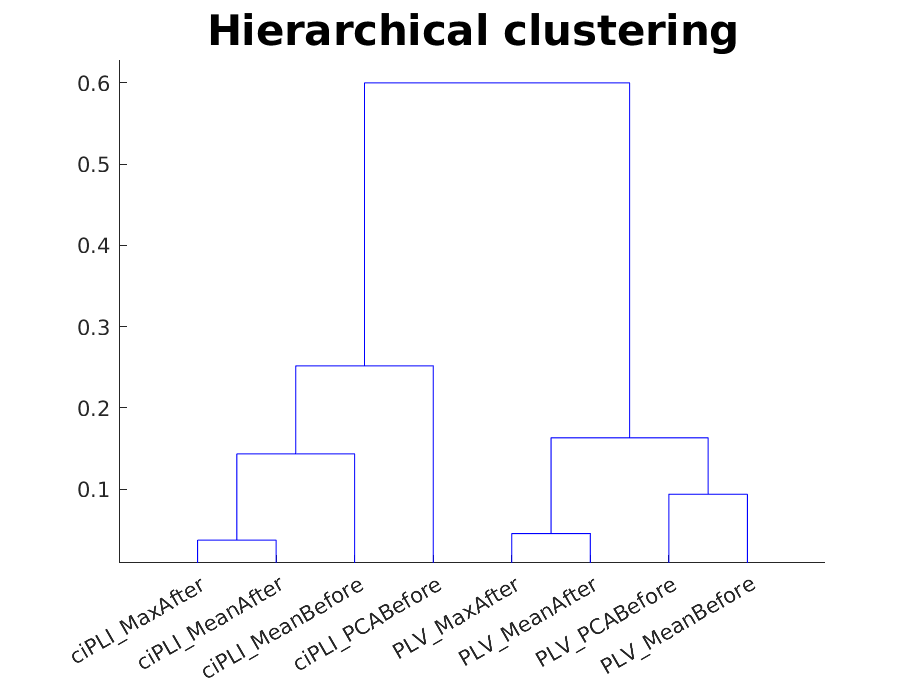 Hierarchical clustering
0.6
0.5
0.4
0.3
0.2
0.1
ciPLI_MaxAfter
ciPLI_MeanAfter
ciPLI_MeanBefore
ciPLI_PCABefore
PLV_MaxAfter
PLV_MeanAfter
PLV_PCABefore
PLV_MeanBefore